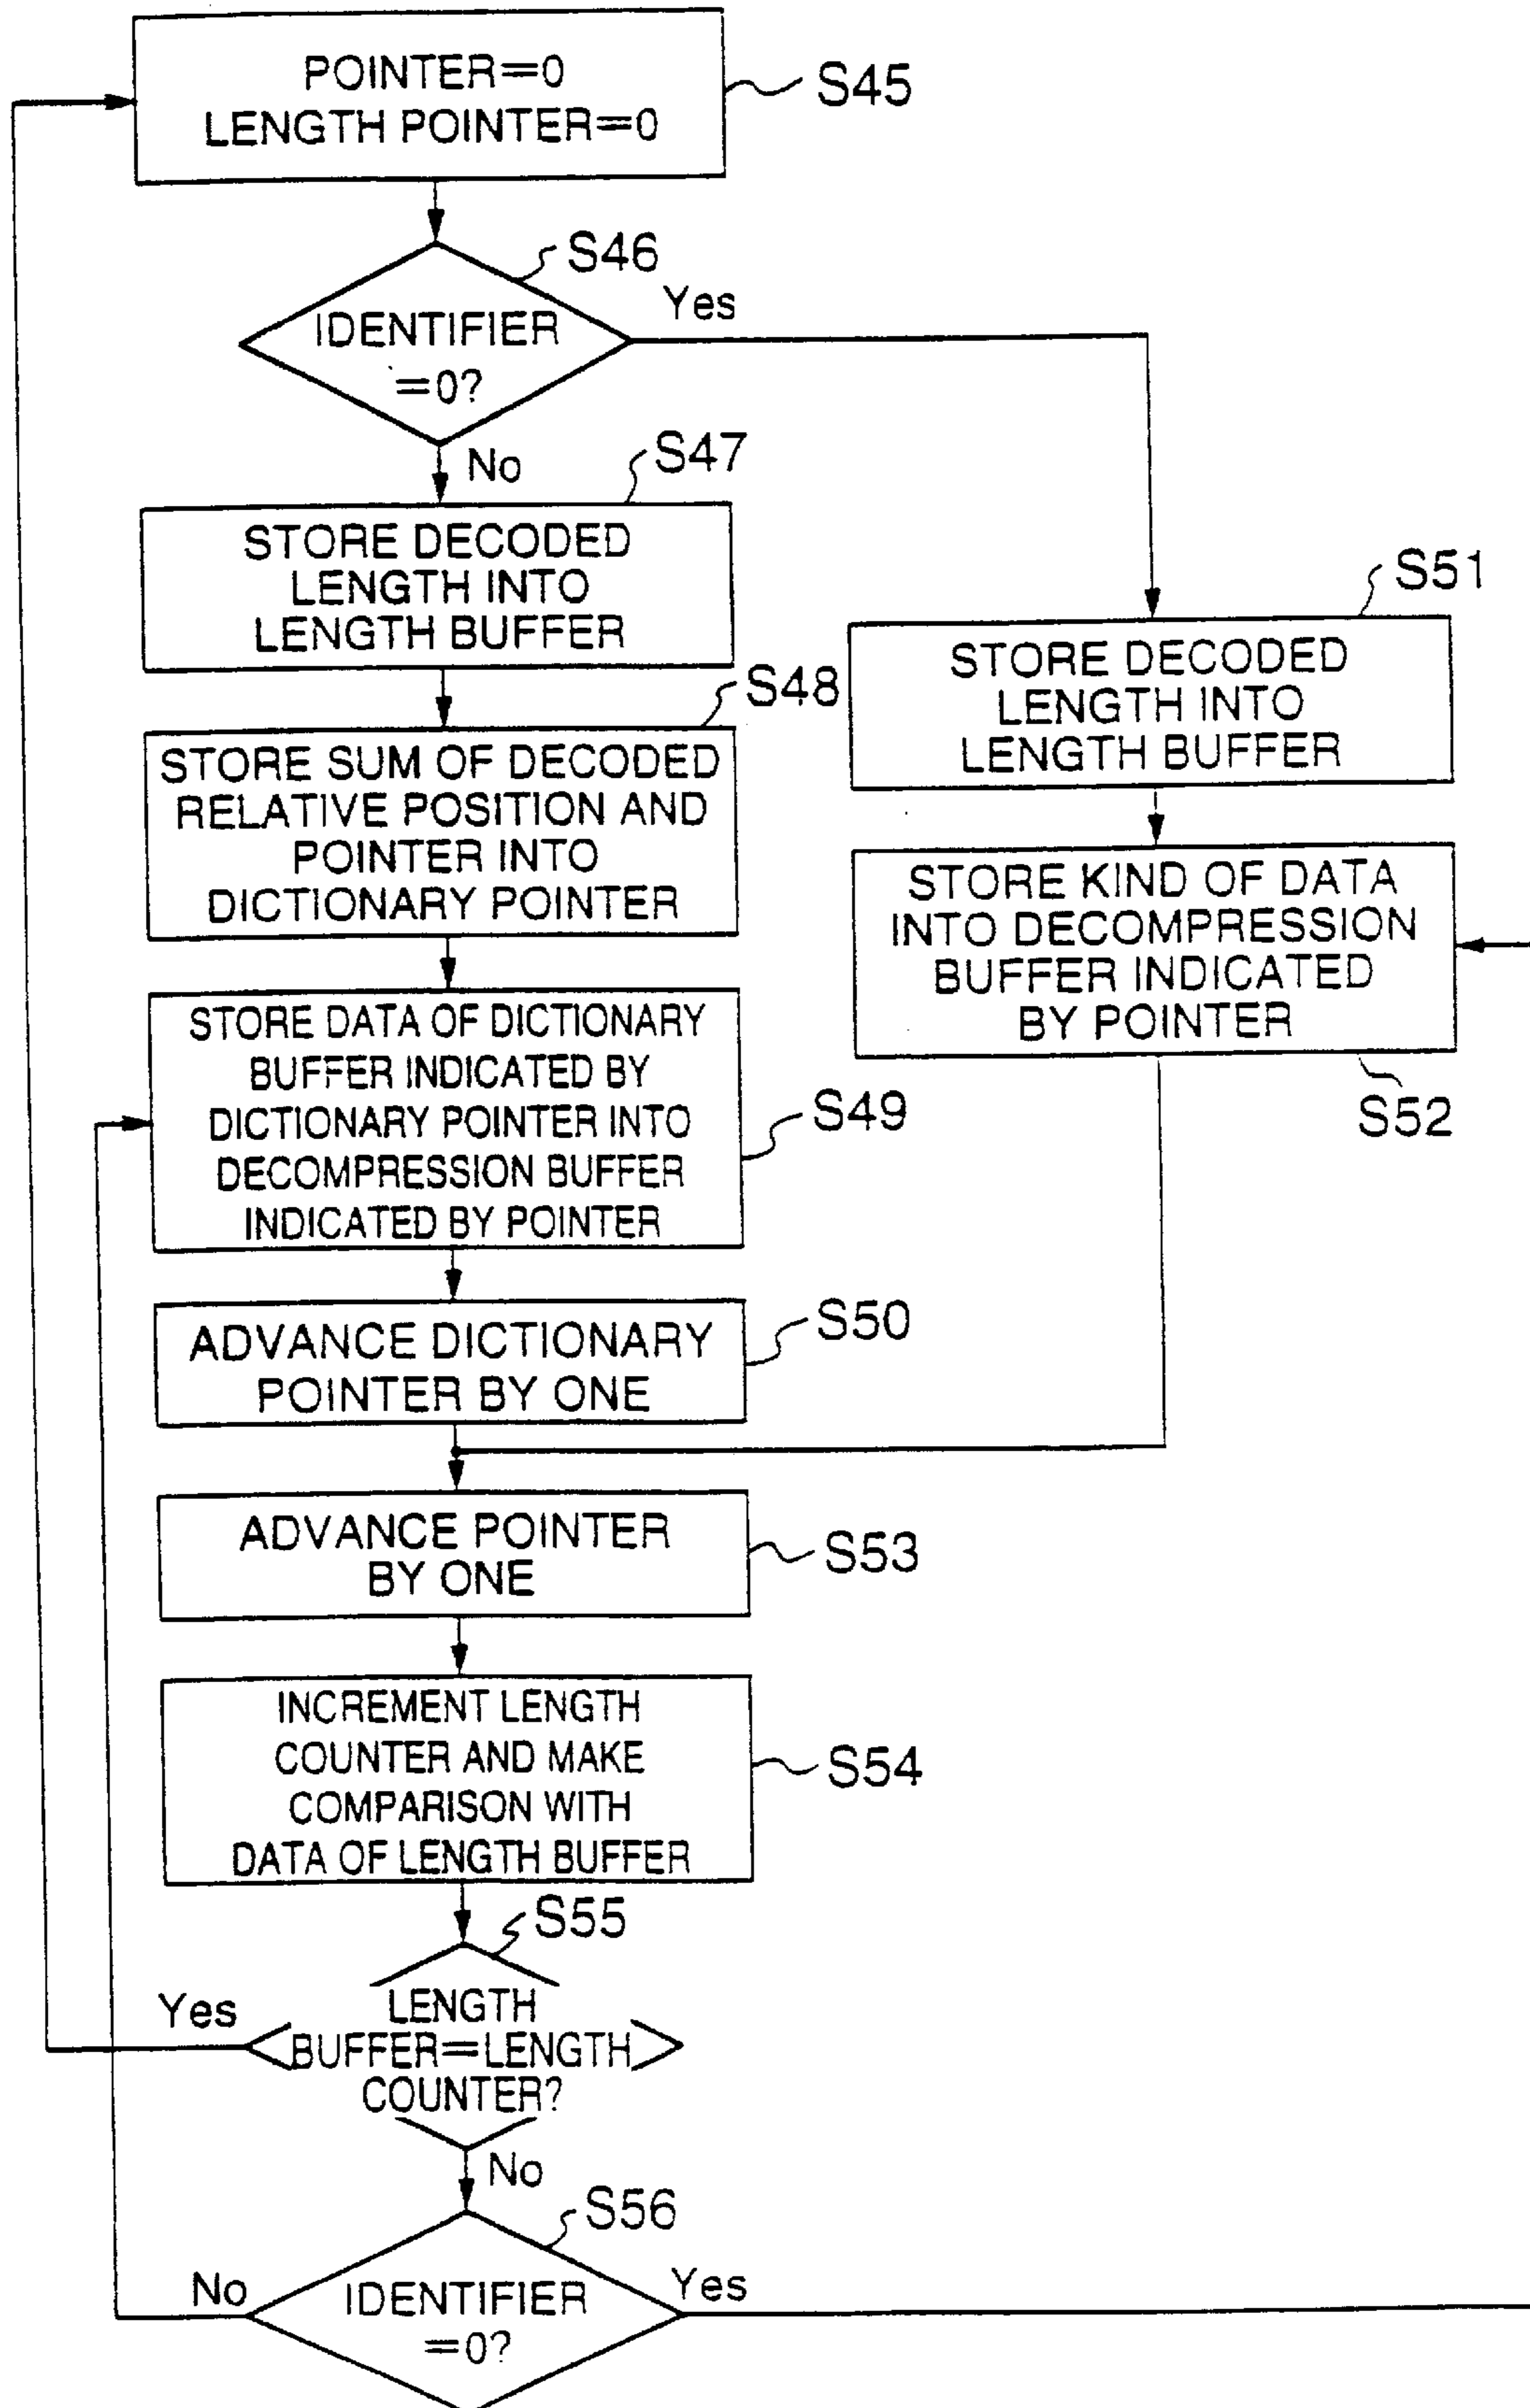 POINTER=0
LENGTH POINTER=0
S45
S46
IDENTIFIER
=0?
Yes
No
S47
STORE DECODED
LENGTH INTO
LENGTH BUFFER
S48
STORE SUM OF DECODED
RELATIVE POSITION AND
POINTER INTO
DICTIONARY POINTER
S51
STORE DECODED
LENGTH INTO
LENGTH BUFFER
STORE KIND OF DATA
INTO DECOMPRESSION
BUFFER INDICATED
BY POINTER
S52
STORE DATA OF DICTIONARY
BUFFER INDICATED BY
DICTIONARY POINTER INTO
DECOMPRESSION BUFFER
INDICATED BY POINTER
S49
ADVANCE DICTIONARY
POINTER BY ONE
S50
ADVANCE POINTER
BY ONE
S53
INCREMENT LENGTH
COUNTER AND MAKE
COMPARISON WITH
DATA OF LENGTH BUFFER
S54
S55
LENGTH
BUFFER=LENGTH
COUNTER?
Yes
No
S56
IDENTIFIER
=0?
No
Yes